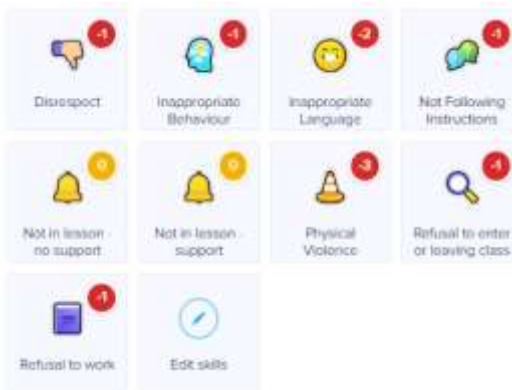 -1
-1
-2
-1
Disrespect
Inappropriate
Behaviour
Inappropriate
Language
Not Following
Instructions
0
0
-3
-1
Not in lesson -
no support
Not in lesson -
support
Physical
Violence
Refusal to enter
or leaving class
-1
Refusal to work
Edit skills